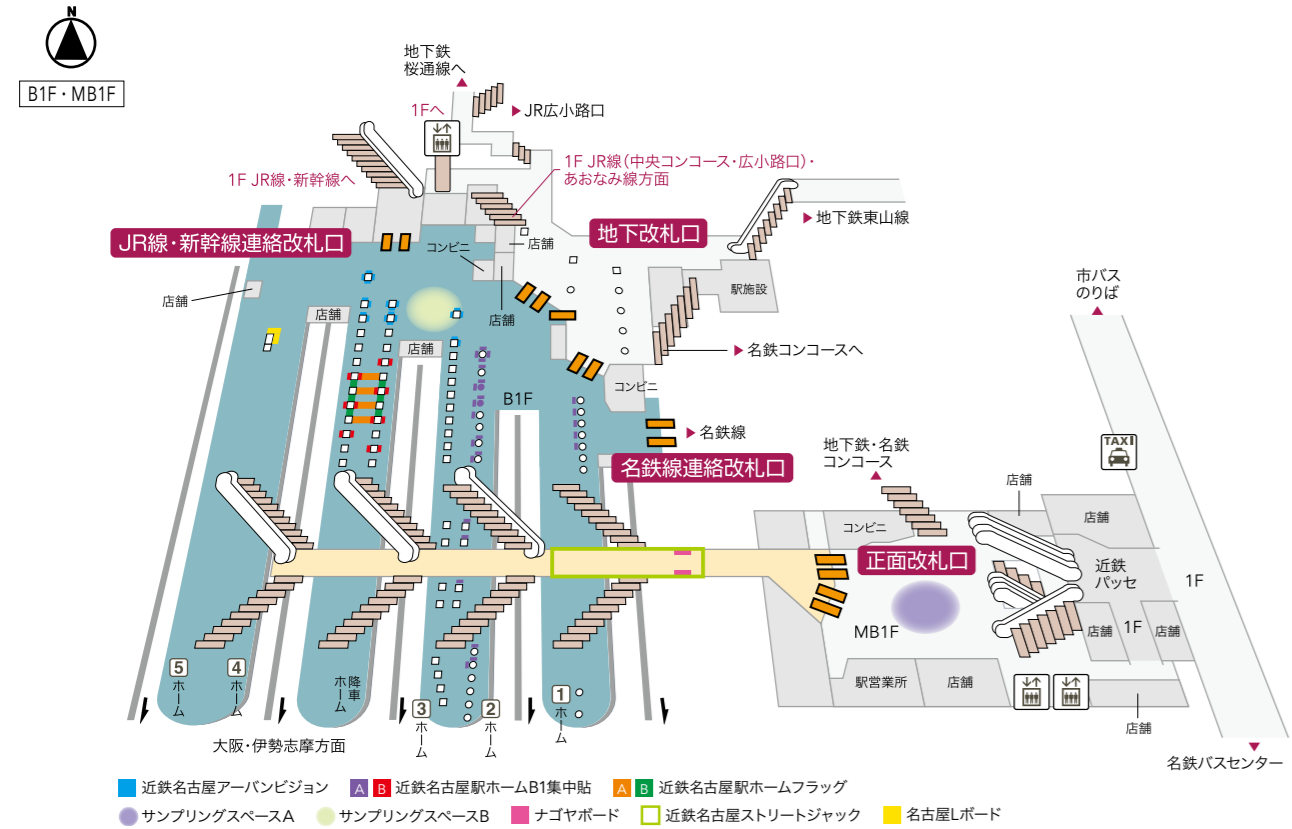 N
B1F・MB1F
地下鉄
桜通線へ
1Fへ
JR広小路口
1F JR線・新幹線へ
1F JR線(中央コンコース・広小路口)・
あおなみ線方面
地下鉄東山線
JR線・新幹線連絡改札口
地下改札口
コンビニ
店舗
店舗
店舗
駅施設
市バス
のりば
店舗
店舗
名鉄コンコースへ
コンビニ
B1F
名鉄線
名鉄線連絡改札口
地下鉄・名鉄
コンコース
TAXI
店舗
店舗
コンビニ
正面改札口
近鉄
パッセ
1F
MB1F
店舗
1F
店舗
駅営業所
店舗
店舗
5
ホーム
4
ホーム
降車
ホーム
3
ホーム
2
ホーム
1
ホーム
大阪・伊勢志摩方面
名鉄バスセンター
近鉄名古屋アーバンビジョン
A B 近鉄名古屋駅ホームB1集中貼
A B 近鉄名古屋駅ホームフラッグ
サンプリングスペースA
サンプリングスペースB
ナゴヤボード
近鉄名古屋ストリートジャック
名古屋Lボード